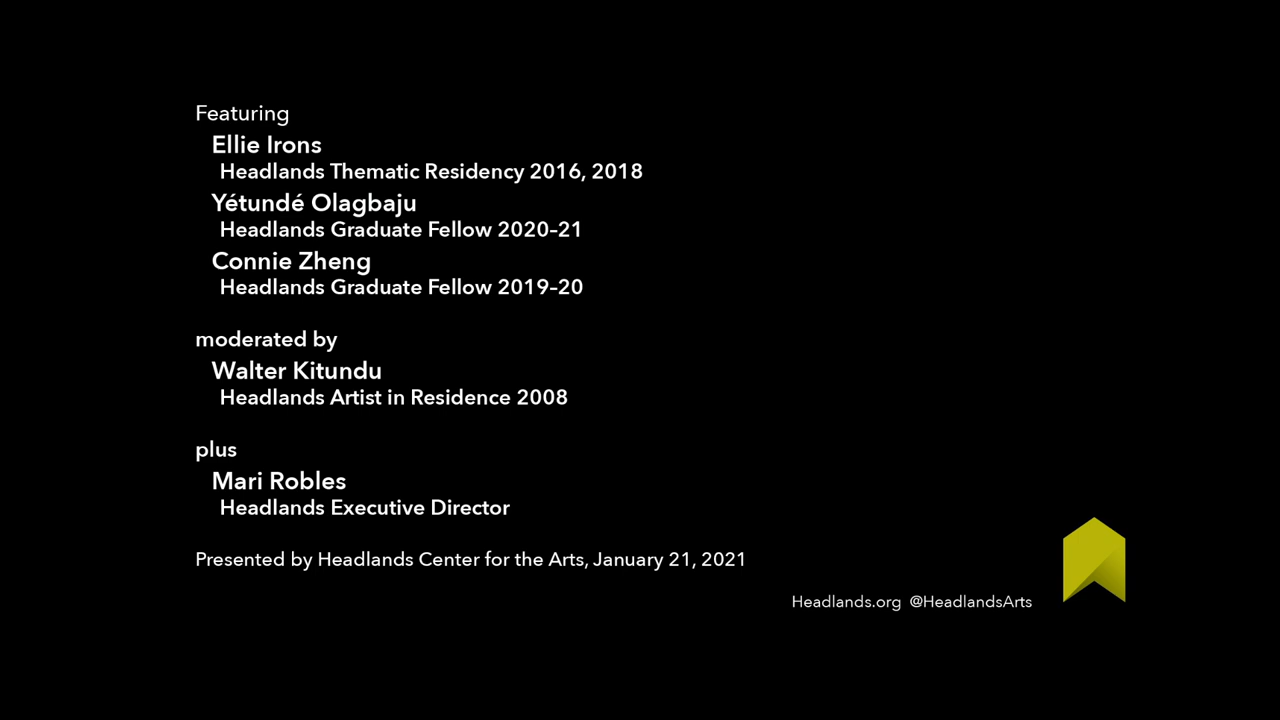 Featuring
Ellie Irons
Headlands Thematic Residency 2016, 2018
Yétundé Olagbaju
Headlands Graduate Fellow 2020–21
Connie Zheng
Headlands Graduate Fellow 2019–20
moderated by
Walter Kitundu
Headlands Artist in Residence 2008
plus
Mari Robles
Headlands Executive Director
Presented by Headlands Center for the Arts, January 21, 2021
Headlands.org @HeadlandsArts